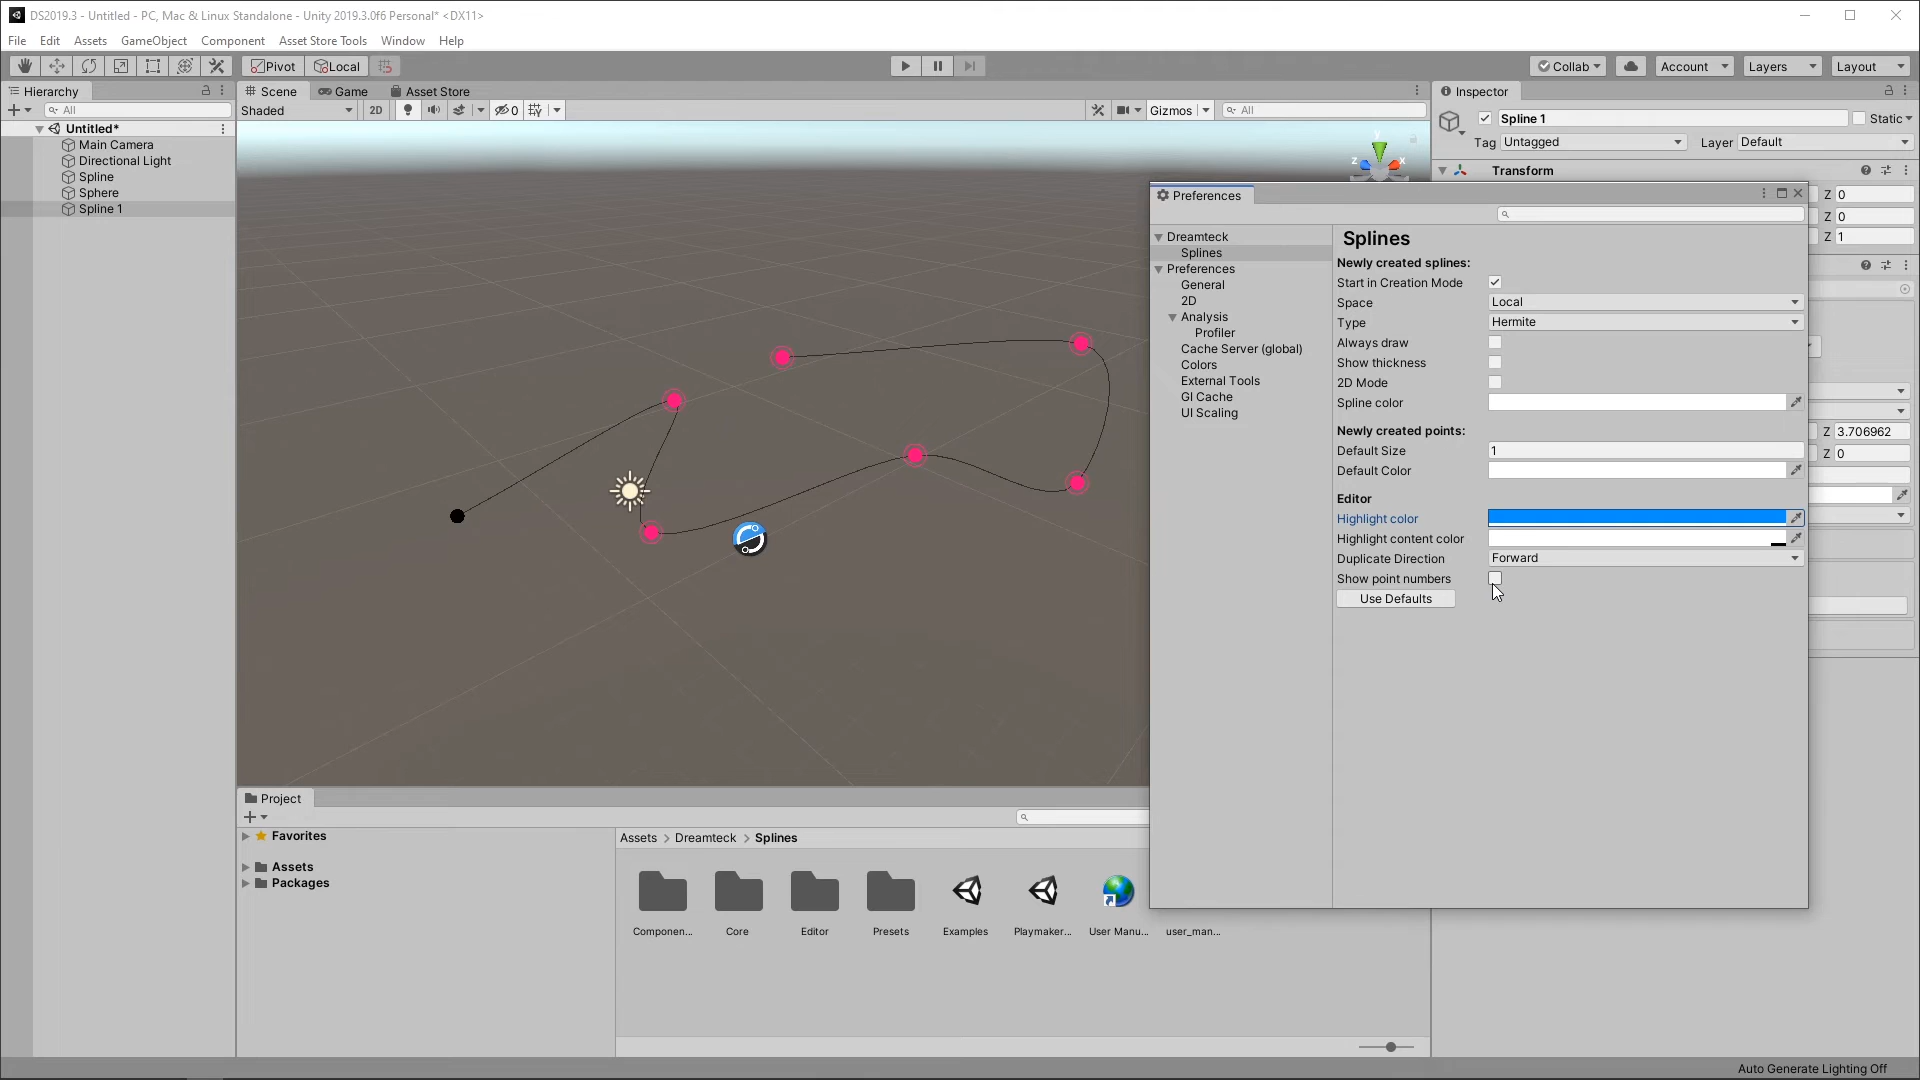 DS2019.3 - Untitled - PC, Mac & Linux Standalone - Unity 2019.3.0f6 Personal* <DX11>
File Edit Assets GameObject Component Asset Store Tools Window Help
Pivot Local Collab Account Layers Layout
Hierarchy
All
Untitled*
Main Camera
Directional Light
Spline
Sphere
Spline 1
Scene Game Asset Store
Shaded 2D 0 Gizmos All
y
z x
Inspector
Spline 1 Static
Tag Untagged Layer Default
Transform
Z 0
Z 0
Z 1
Z 3.706962
Z 0
Preferences
Dreamteck
Splines
Preferences
General
2D
Analysis
Profiler
Cache Server (global)
Colors
External Tools
GI Cache
UI Scaling
Splines
Newly created splines:
Start in Creation Mode
Space Local
Type Hermite
Always draw
Show thickness
2D Mode
Spline color
Newly created points:
Default Size 1
Default Color
Editor
Highlight color
Highlight content color
Duplicate Direction Forward
Show point numbers
Use Defaults
Project
Favorites
Assets
Packages
Assets > Dreamteck > Splines
Componen... Core Editor Presets Examples Playmaker... User Manu... user_man...
Auto Generate Lighting Off